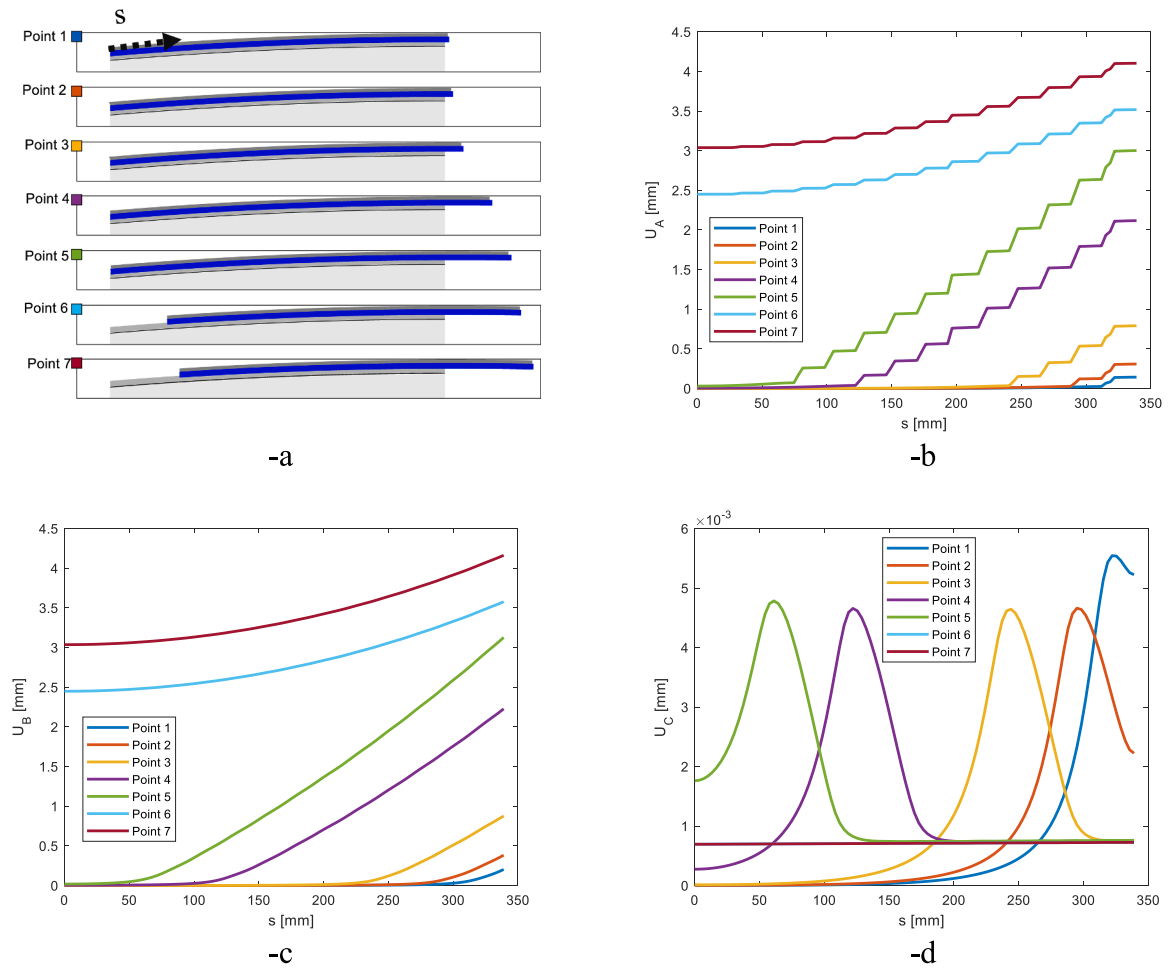 s
Point 1
Point 2
Point 3
Point 4
Point 5
Point 6
Point 7
-a
4.5
4
3.5
3
2.5
2
1.5
1
0.5
0
U_A [mm]
Point 1
Point 2
Point 3
Point 4
Point 5
Point 6
Point 7
0 50 100 150 200 250 300 350
s [mm]
-b
4.5
4
3.5
3
2.5
2
1.5
1
0.5
0
U_B [mm]
Point 1
Point 2
Point 3
Point 4
Point 5
Point 6
Point 7
0 50 100 150 200 250 300 350
s [mm]
-c
×10^-3
6
5
4
3
2
1
0
U_C [mm]
Point 1
Point 2
Point 3
Point 4
Point 5
Point 6
Point 7
0 50 100 150 200 250 300 350
s [mm]
-d